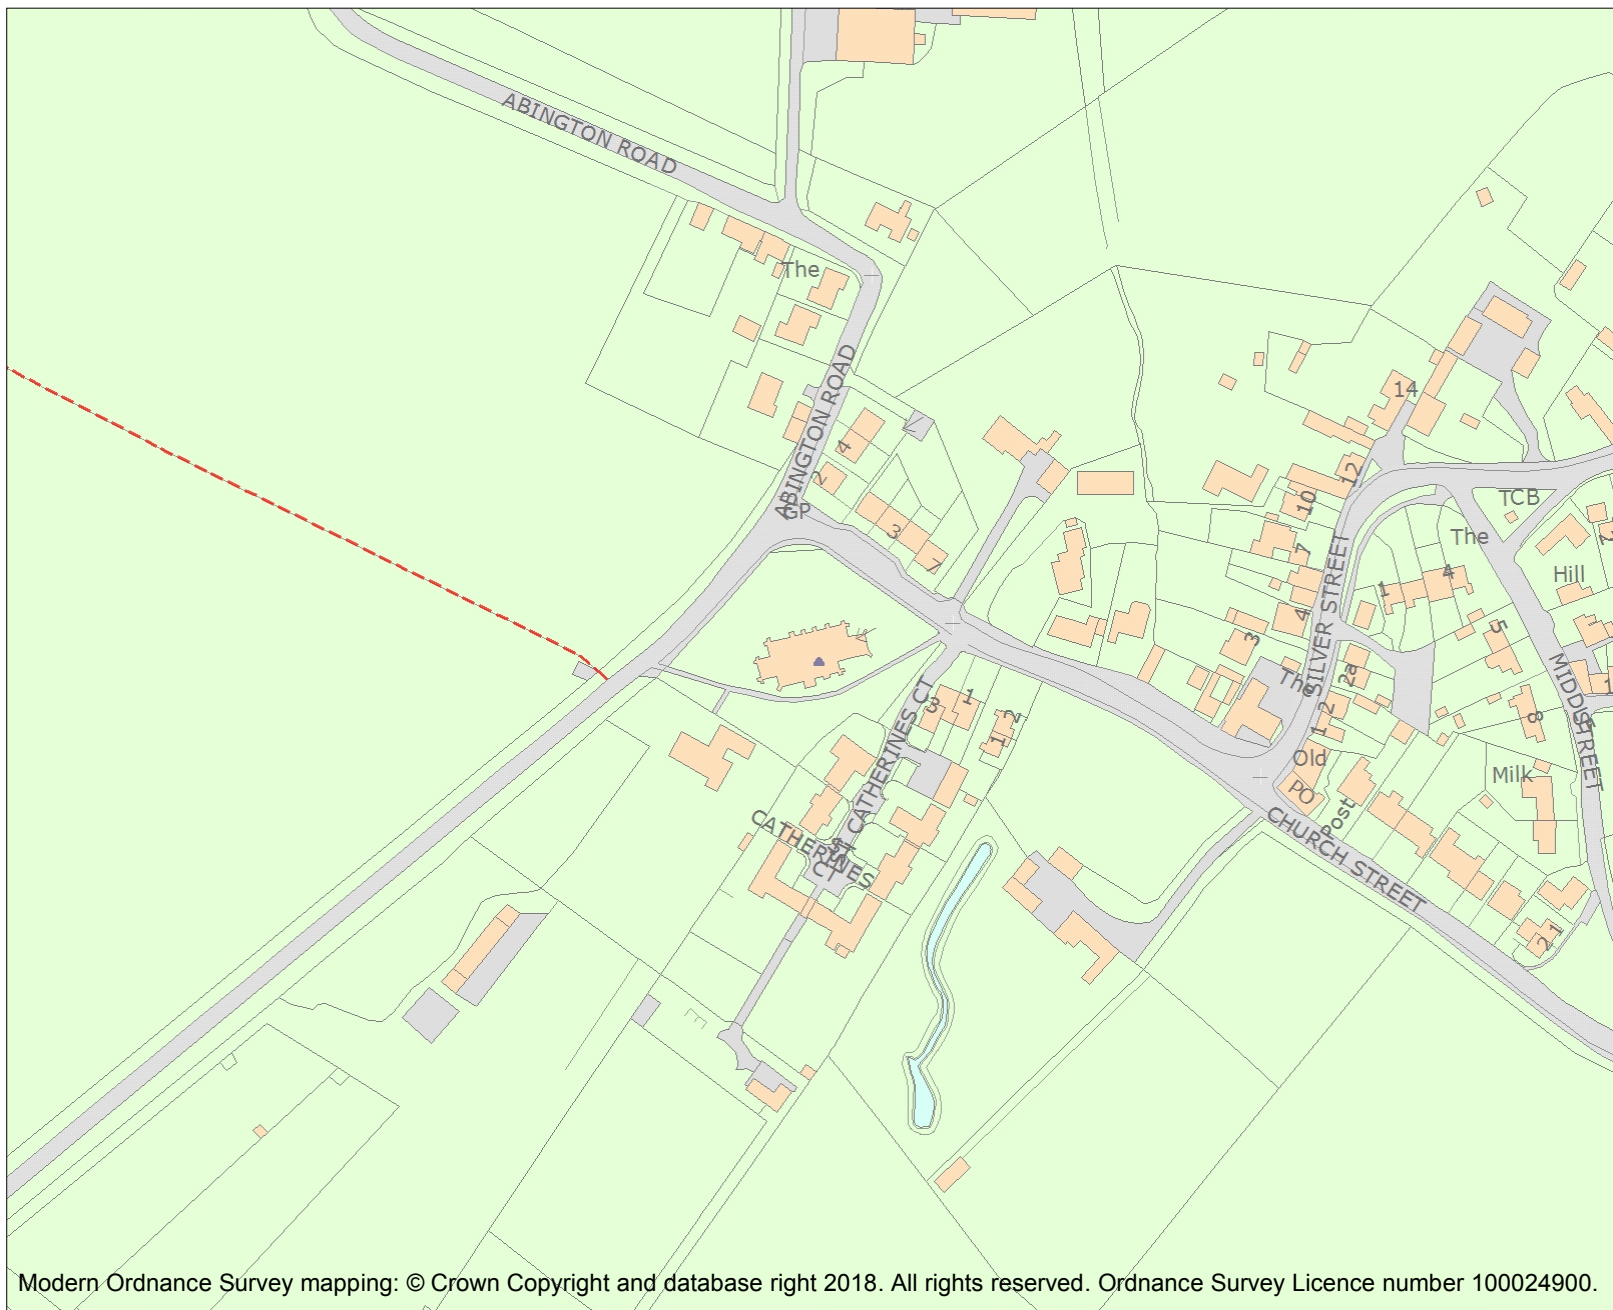 ABINGTON ROAD
The
ABINGTON ROAD
4
2
GP
3
7
14
12
10
7
4
3
SILVER STREET
The
TCB
The
1
4
Hill
5
2a
MIDDLE STREET
8
1
2
1
Old
PO
Post
Milk
CHURCH STREET
2
1
3
1
2
1
ST CATHERINES CT
ST
CATHERINES
CT
Modern Ordnance Survey mapping: © Crown Copyright and database right 2018. All rights reserved. Ordnance Survey Licence number 100024900.